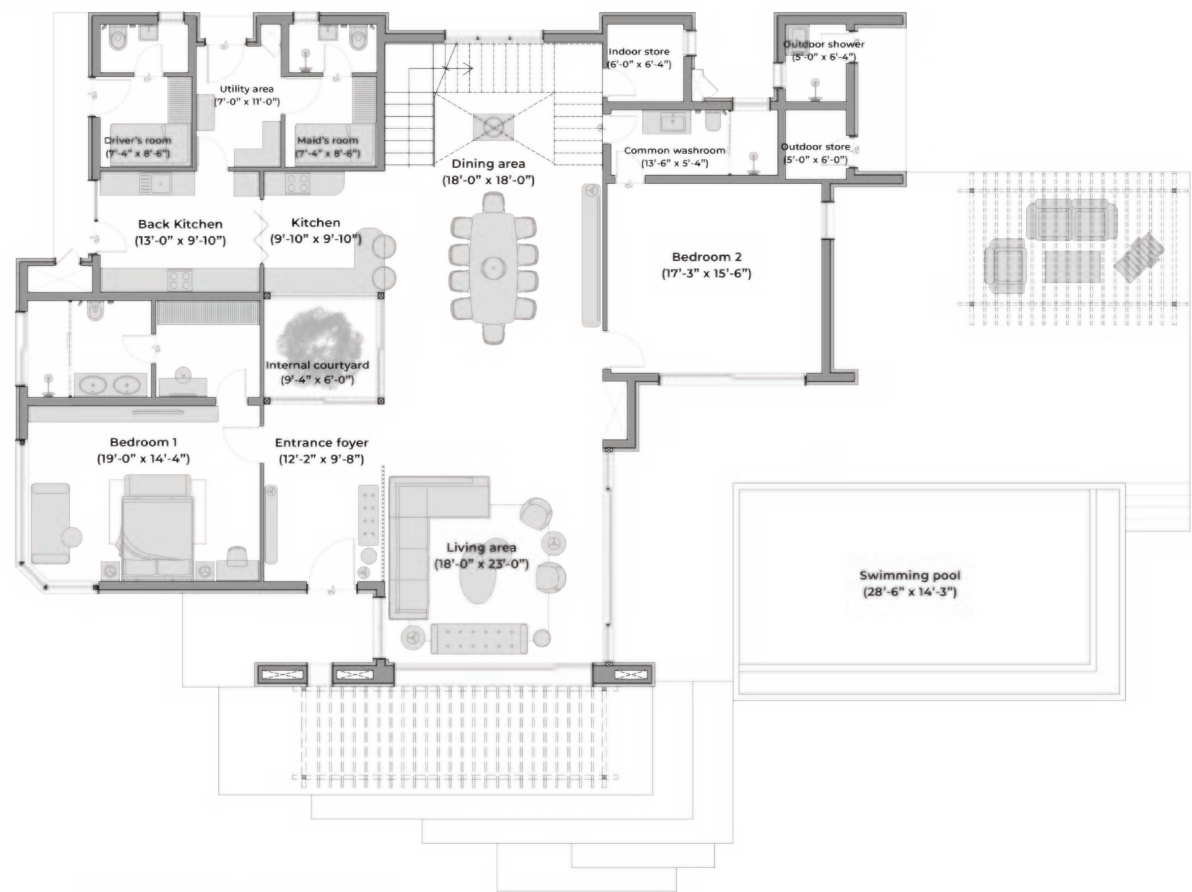 Indoor store
(6'-0" x 6'-4")
Outdoor shower
(5'-0" x 6'-4")
Utility area
(7'-0" x 11'-0")
Driver's room
(7'-4" x 8'-6")
Maid's room
(7'-4" x 8'-6")
Dining area
(18'-0" x 18'-0")
Common washroom
(13'-6" x 5'-4")
Outdoor store
(5'-0" x 6'-0")
Back Kitchen
(13'-0" x 9'-10")
Kitchen
(9'-10" x 9'-10")
Bedroom 2
(17'-3" x 15'-6")
Internal courtyard
(9'-4" x 6'-0")
Bedroom 1
(19'-0" x 14'-4")
Entrance foyer
(12'-2" x 9'-8")
Living area
(18'-0" x 23'-0")
Swimming pool
(28'-6" x 14'-3")